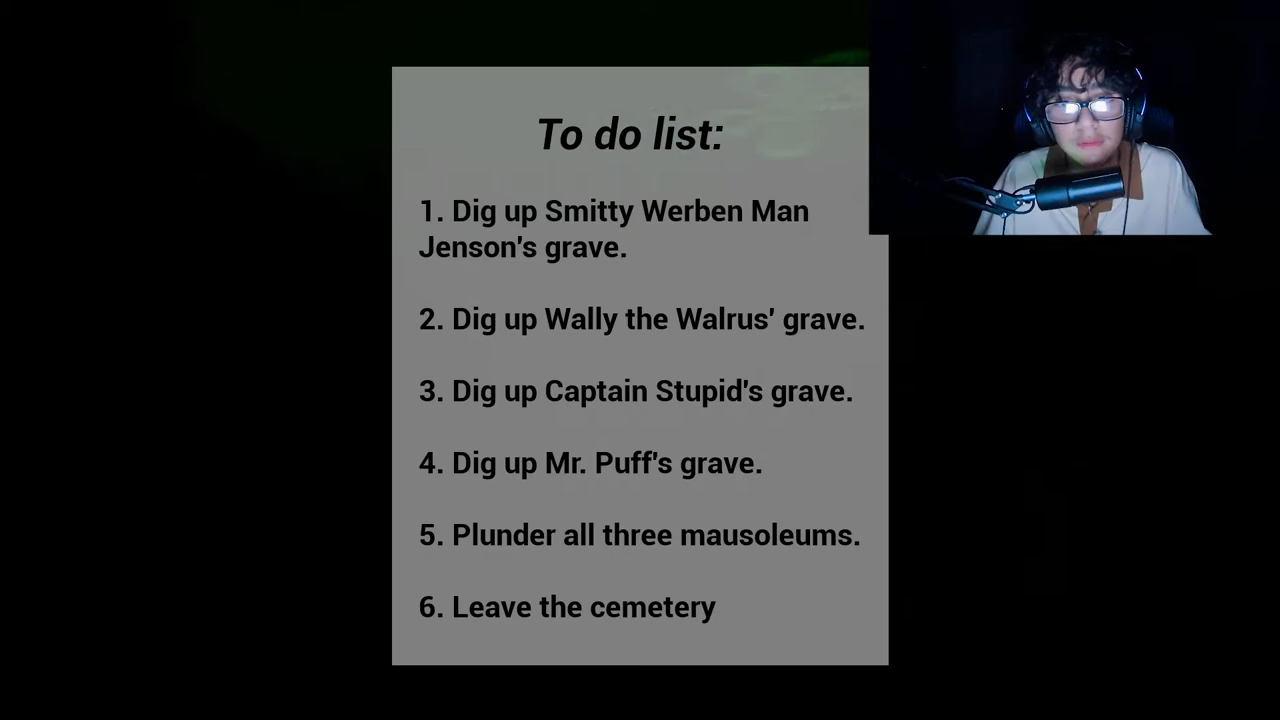 To do list:
1. Dig up Smitty Werben Man
Jenson's grave.
2. Dig up Wally the Walrus' grave.
3. Dig up Captain Stupid's grave.
4. Dig up Mr. Puff's grave.
5. Plunder all three mausoleums.
6. Leave the cemetery